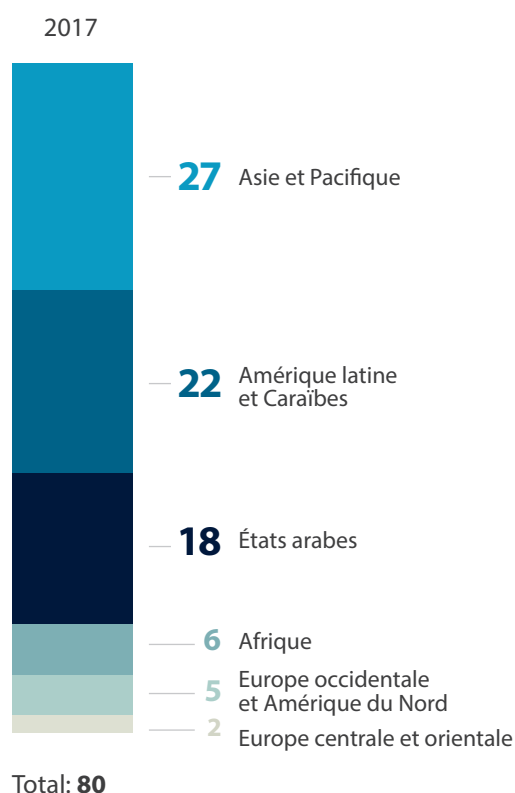 2017
27 Asie et Pacifique
22 Amérique latine
et Caraïbes
18 États arabes
6 Afrique
5 Europe occidentale
et Amérique du Nord
2 Europe centrale et orientale
Total: 80